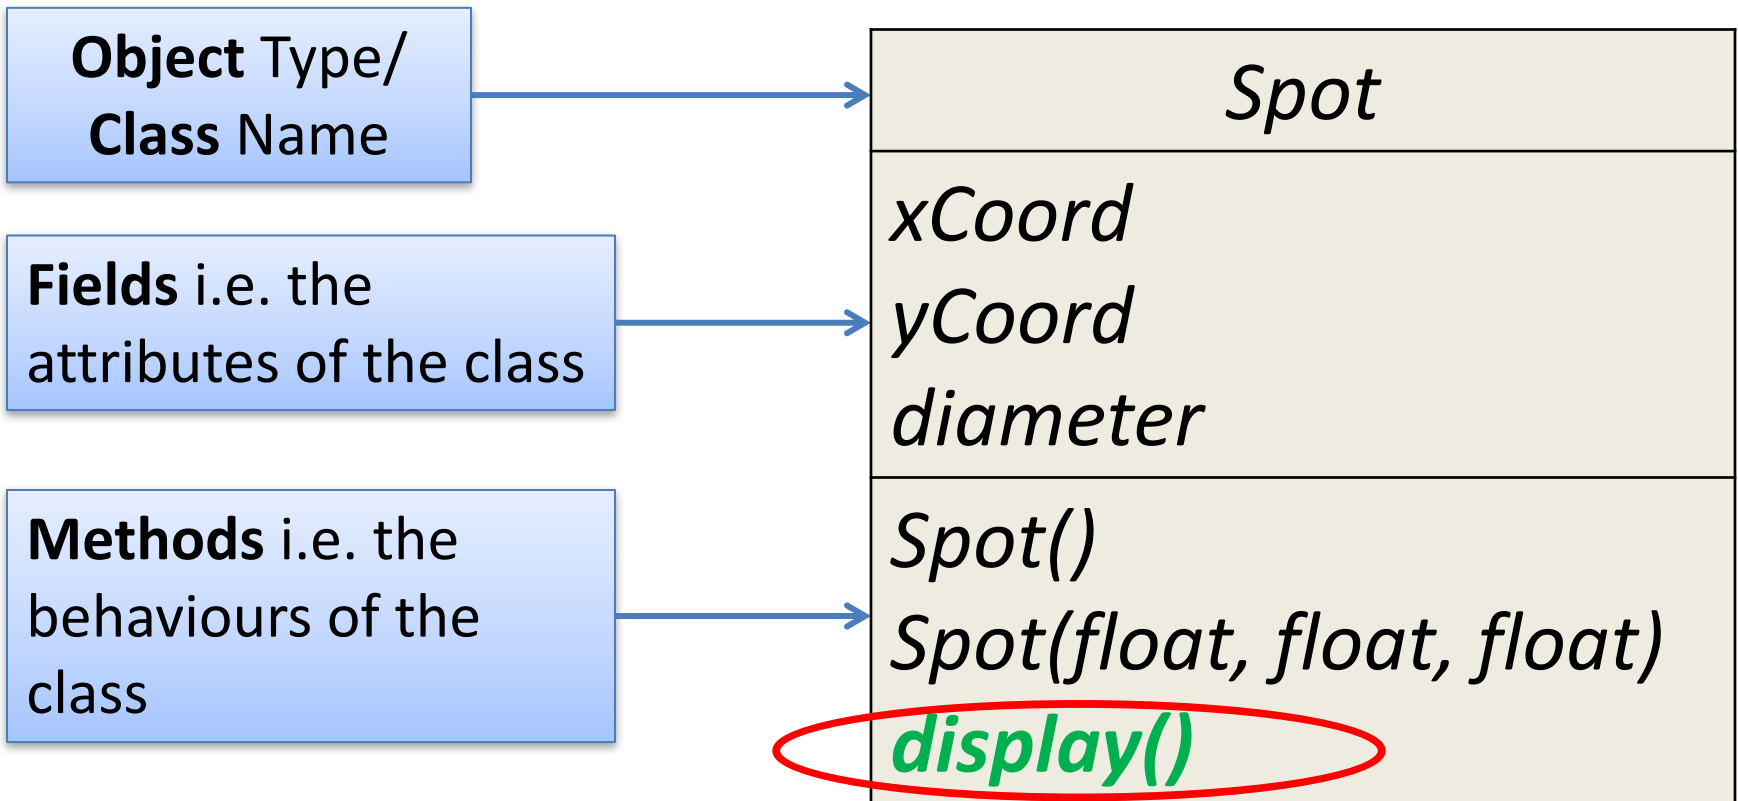 Object Type/
Class Name
Spot
Fields i.e. the
attributes of the class
xCoord
yCoord
diameter
Methods i.e. the
behaviours of the
class
Spot()
Spot(float, float, float)
display()